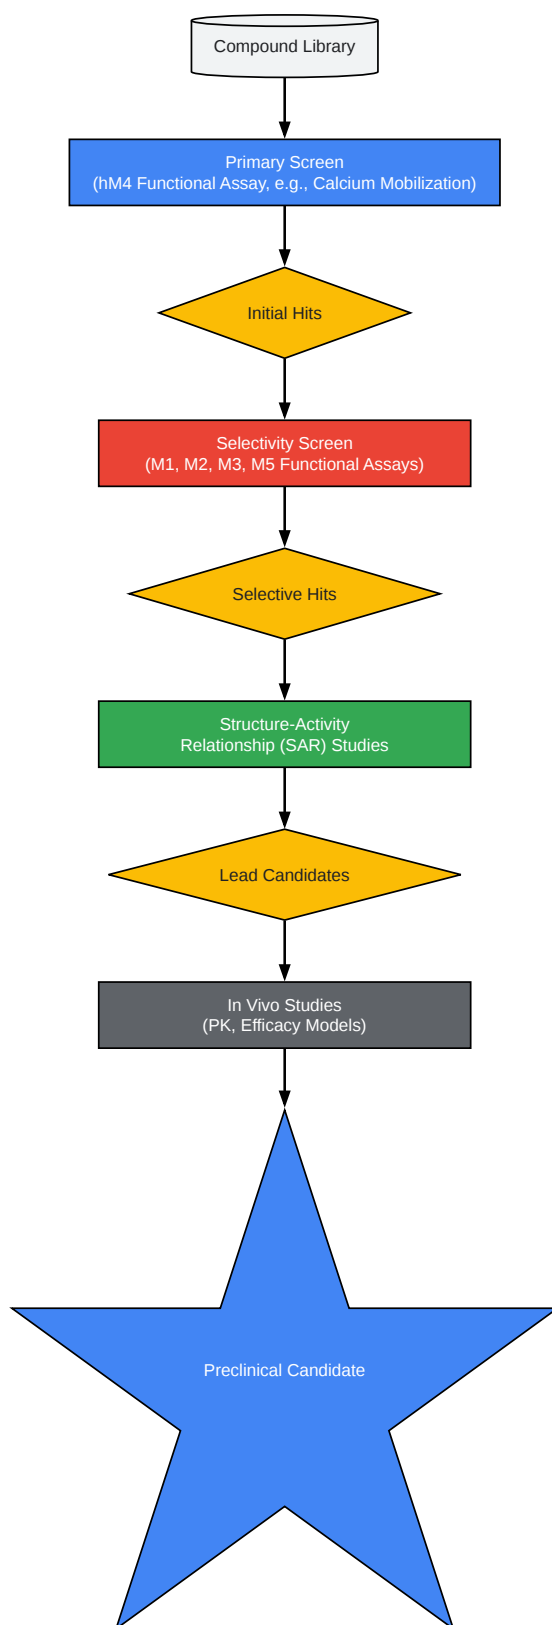 Compound Library
Primary Screen
(hM4 Functional Assay, e.g., Calcium Mobilization)
Initial Hits
Selectivity Screen
(M1, M2, M3, M5 Functional Assays)
Selective Hits
Structure-Activity
Relationship (SAR) Studies
Lead Candidates
In Vivo Studies
(PK, Efficacy Models)
Preclinical Candidate